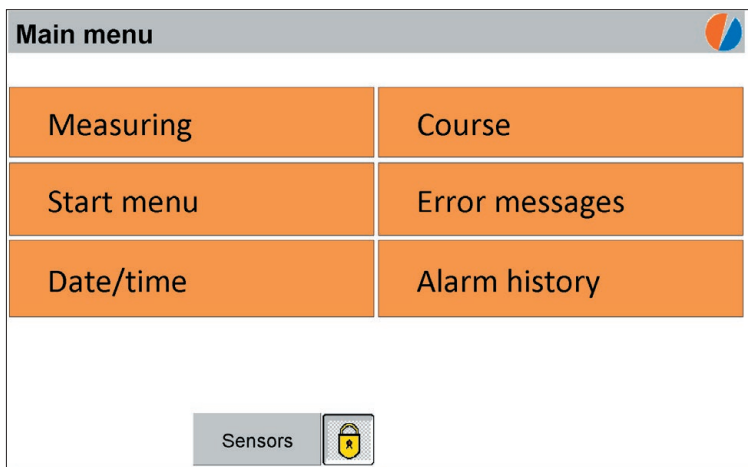 Main menu
Measuring
Course
Start menu
Error messages
Date/time
Alarm history
Sensors